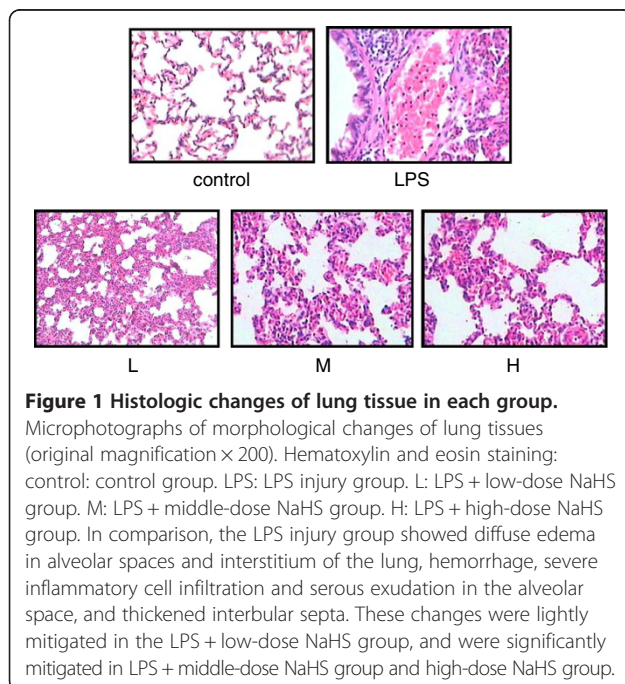 control LPS
L M H
Figure 1 Histologic changes of lung tissue in each group.
Microphotographs of morphological changes of lung tissues
(original magnification × 200). Hematoxylin and eosin staining:
control: control group. LPS: LPS injury group. L: LPS + low-dose NaHS
group. M: LPS + middle-dose NaHS group. H: LPS + high-dose NaHS
group. In comparison, the LPS injury group showed diffuse edema
in alveolar spaces and interstitium of the lung, hemorrhage, severe
inflammatory cell infiltration and serous exudation in the alveolar
space, and thickened interbular septa. These changes were lightly
mitigated in the LPS + low-dose NaHS group, and were significantly
mitigated in LPS + middle-dose NaHS group and high-dose NaHS group.